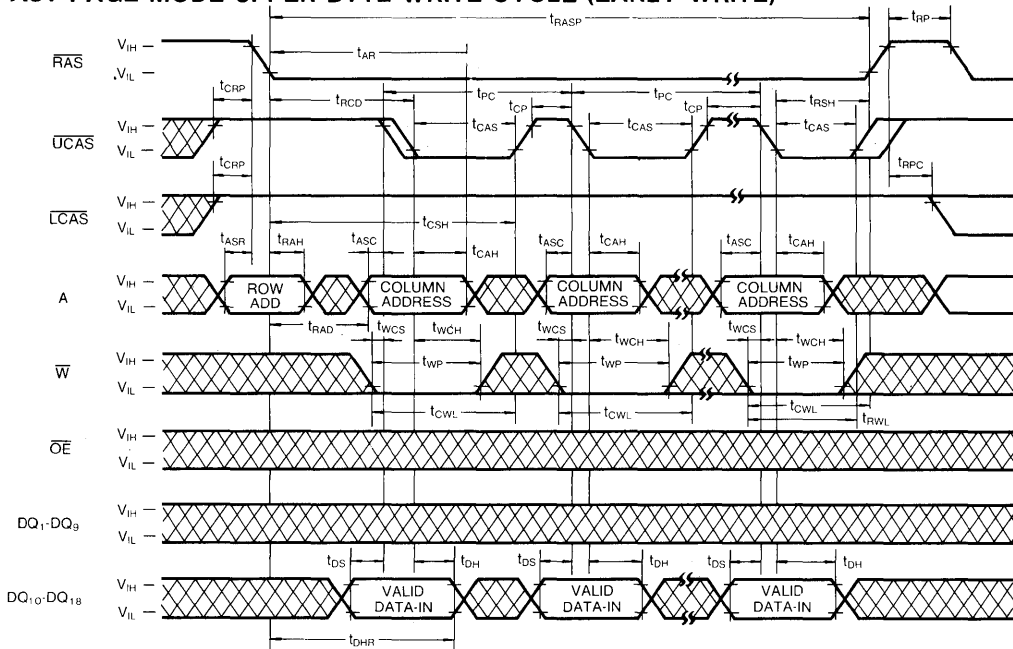 AST PAGE MODE UPPER BYTE WRITE CYCLE (EARLY WRITE)
tRASP tRP
RAS VIH VIL
tAR
tCRP tRCD tPC tCP tPC tCP tRSH
UCAS VIH VIL
tCAS tCAS tCAS
tCRP tRPC
LCAS VIH VIL
tCSH
tASR tRAH tASC tCAH tASC tCAH tASC tCAH
A VIH VIL
ROW ADD
COLUMN ADDRESS
COLUMN ADDRESS
COLUMN ADDRESS
tRAD tWCS tWCH tWCS tWCH tWCS tWCH
W VIH VIL
tWP tWP tWP
tCWL tCWL tCWL
tRWL
OE VIH VIL
DQ1-DQ9 VIH VIL
tDS tDH tDS tDH tDS tDH
DQ10-DQ18 VIH VIL
VALID DATA-IN
VALID DATA-IN
VALID DATA-IN
tDHR